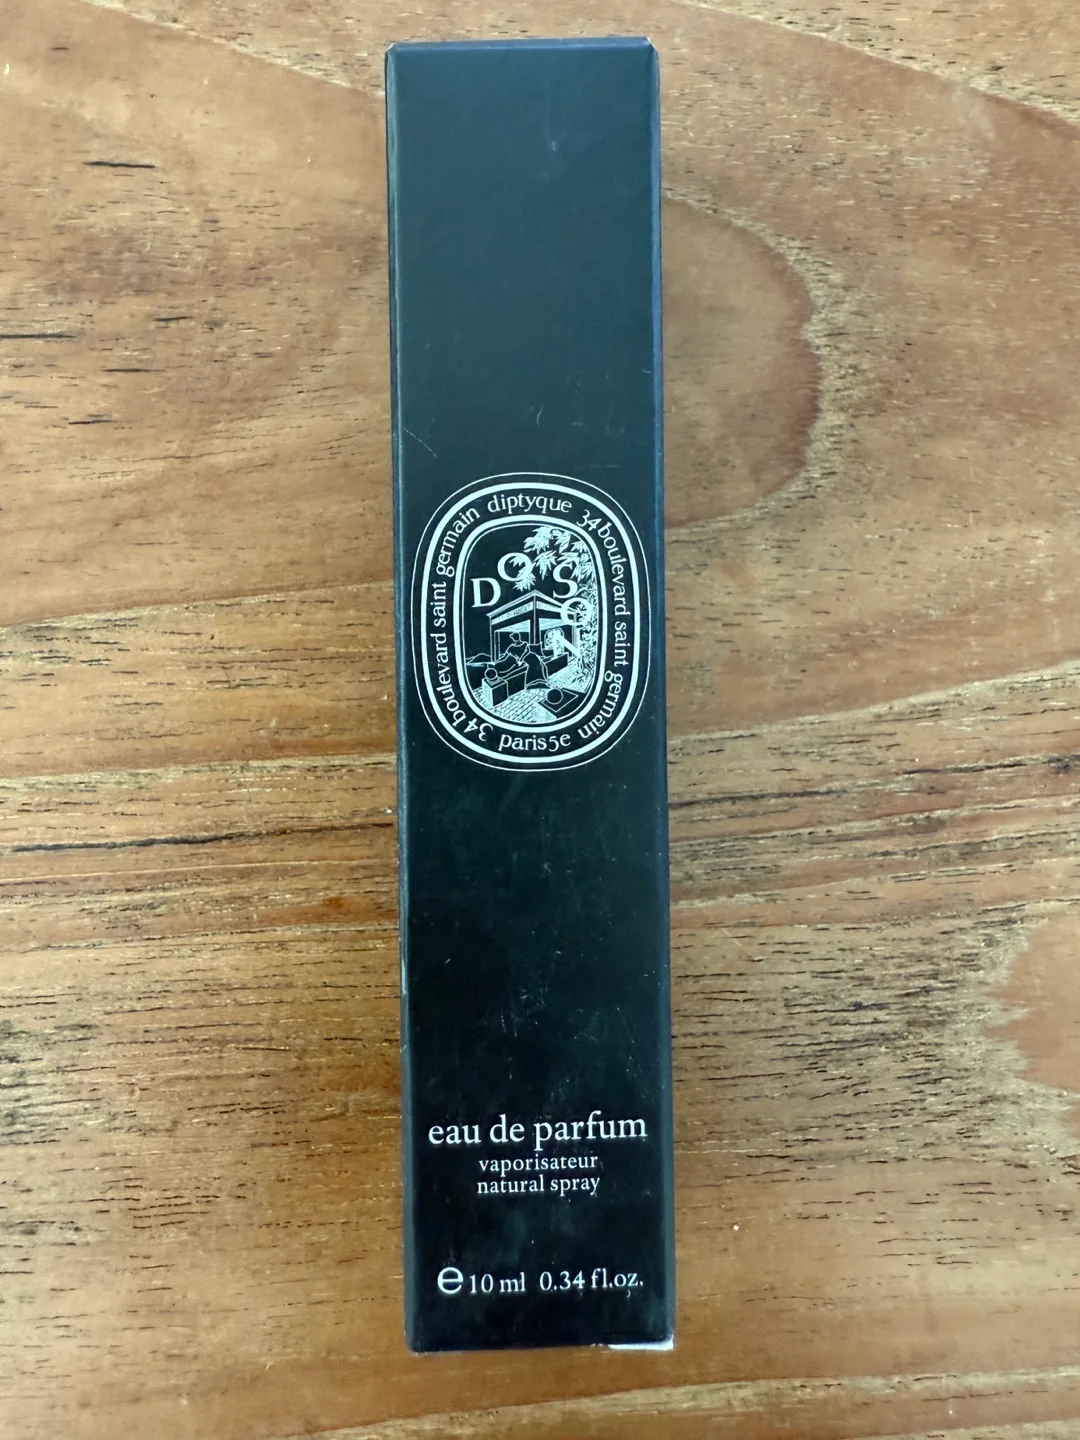 diptyque 34 boulevard saint germain paris 5e 34 boulevard saint germain
DO SON
eau de parfum
vaporisateur
natural spray
℮ 10 ml 0.34 fl.oz.